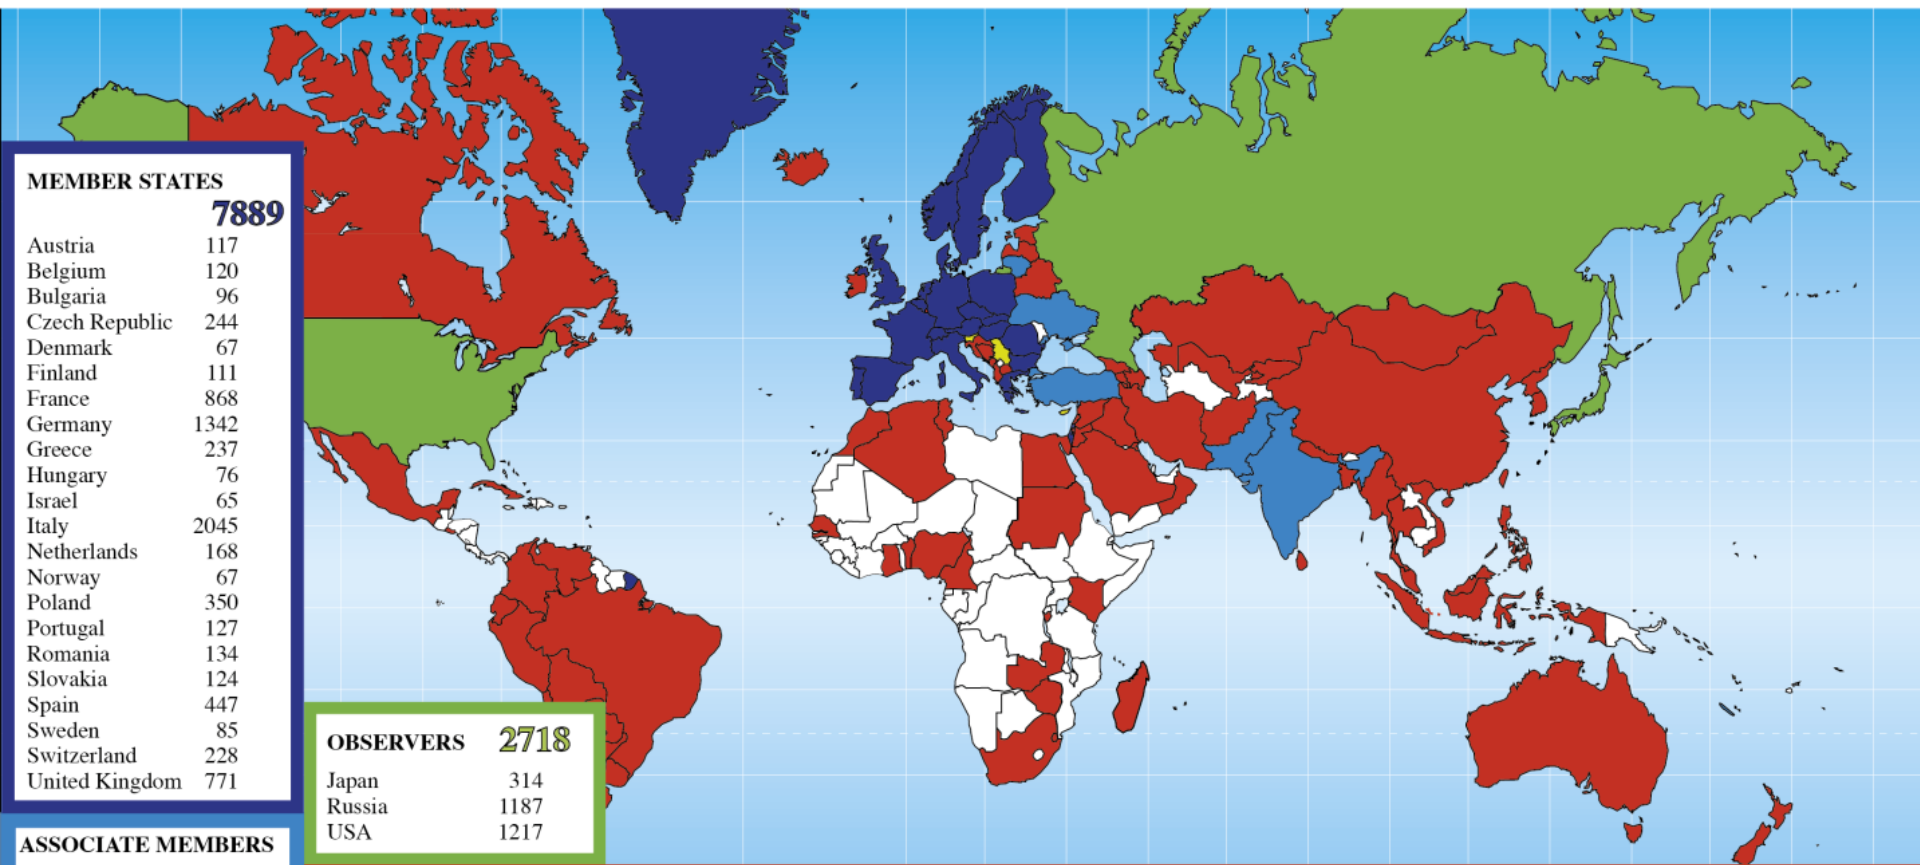 MEMBER STATES
7889
Austria 117
Belgium 120
Bulgaria 96
Czech Republic 244
Denmark 67
Finland 111
France 868
Germany 1342
Greece 237
Hungary 76
Israel 65
Italy 2045
Netherlands 168
Norway 67
Poland 350
Portugal 127
Romania 134
Slovakia 124
Spain 447
Sweden 85
Switzerland 228
United Kingdom 771
ASSOCIATE MEMBERS
OBSERVERS 2718
Japan 314
Russia 1187
USA 1217